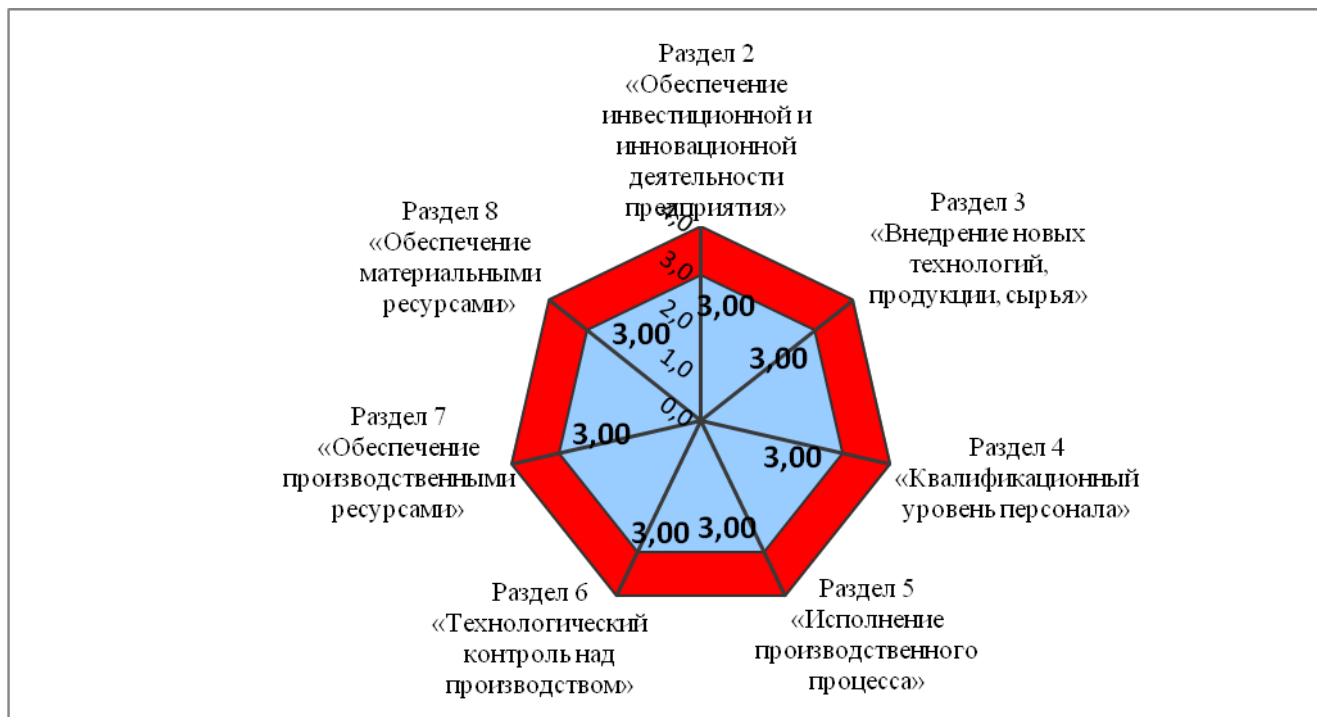 Раздел 2
«Обеспечение
инвестиционной и
инновационной
деятельности
предприятия»
Раздел 3
«Внедрение новых
технологий,
продукции, сырья»
Раздел 4
«Квалификационный
уровень персонала»
Раздел 5
«Исполнение
производственного
процесса»
Раздел 6
«Технологический
контроль над
производством»
Раздел 7
«Обеспечение
производственными
ресурсами»
Раздел 8
«Обеспечение
материальными
ресурсами»
4,0
3,0
2,0
1,0
0,0
3,00
3,00
3,00
3,00
3,00
3,00
3,00